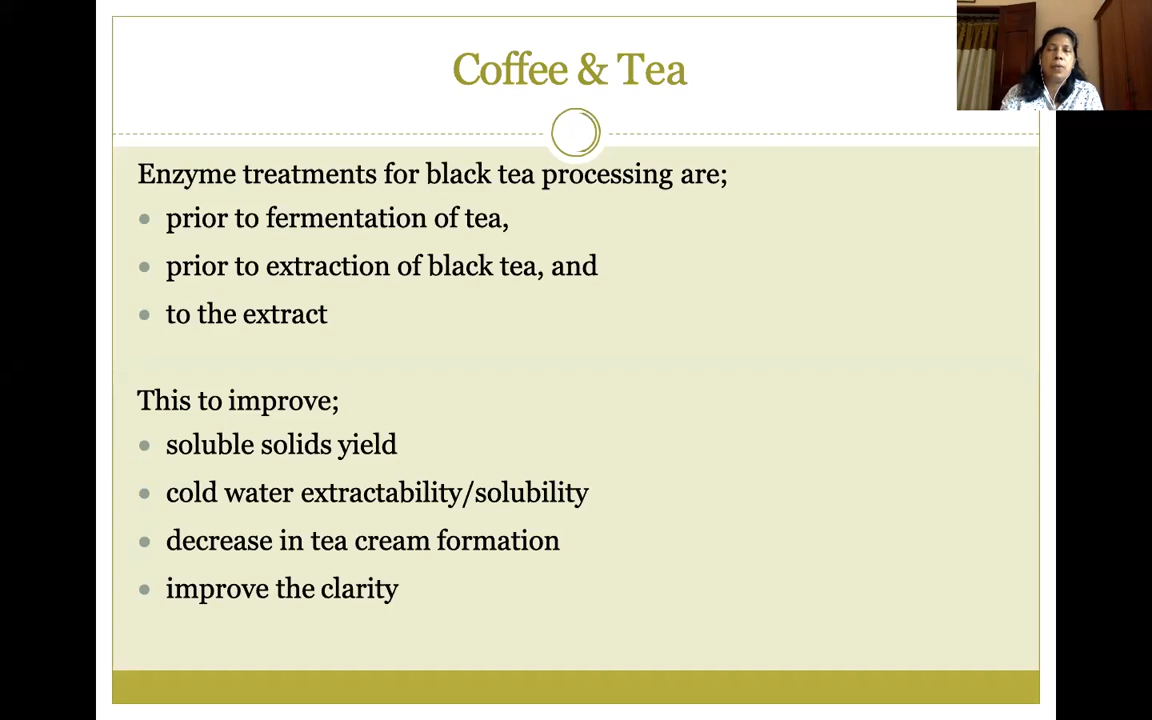 Coffee & Tea
Enzyme treatments for black tea processing are;
prior to fermentation of tea,
prior to extraction of black tea, and
to the extract
This to improve;
soluble solids yield
cold water extractability/solubility
decrease in tea cream formation
improve the clarity